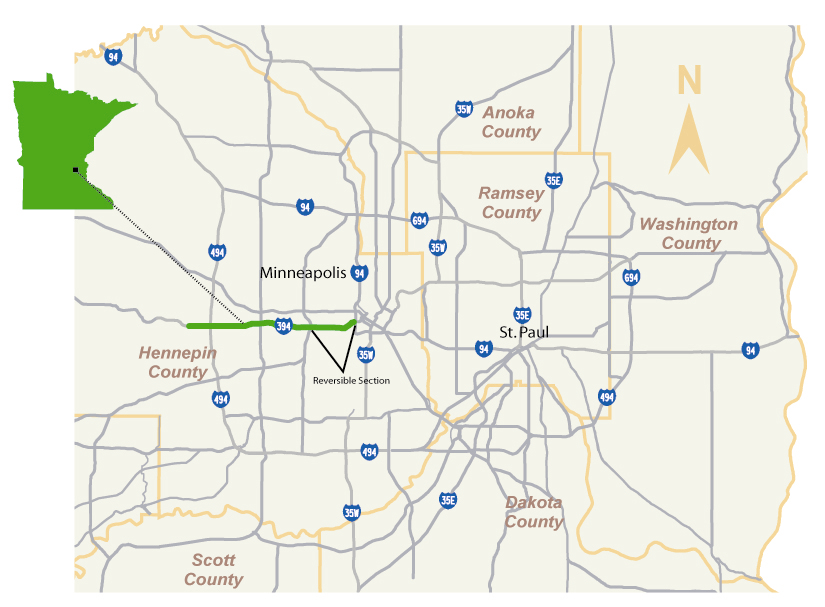 94
N
35W
Anoka
County
35E
Ramsey
County
94
694
Washington
County
35W
494
Minneapolis
94
694
35E
394
St. Paul
Hennepin
County
35W
94
94
Reversible Section
494
494
494
35E
35W
Dakota
County
Scott
County